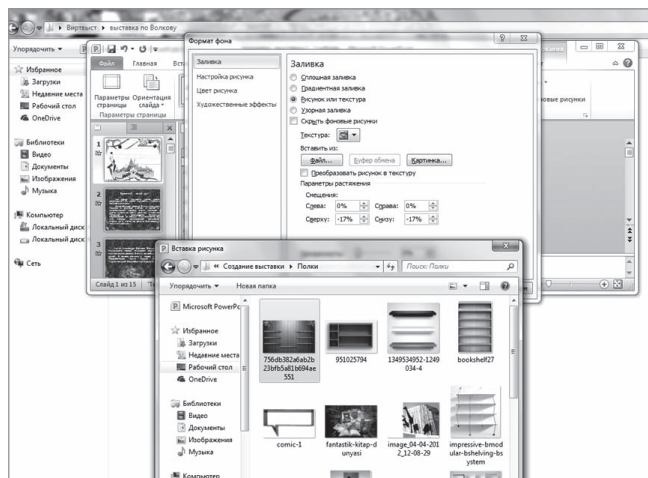 Виртвыст ▸ выставка по Волкову
Упорядочить
Избранное
Загрузки
Недавние места
Рабочий стол
OneDrive
Библиотеки
Видео
Документы
Изображения
Музыка
Компьютер
Локальный диск
Локальный диск
Сеть
Файл Главная
Параметры страницы Ориентация слайда
Параметры страницы
1
2
3
Слайд 1 из 15
Формат фона
Заливка
Настройка рисунка
Цвет рисунка
Художественные эффекты
Заливка
Сплошная заливка
Градиентная заливка
Рисунок или текстура
Узорная заливка
Скрыть фоновые рисунки
Текстура:
Вставить из:
Файл... Буфер обмена Картинка...
Преобразовать рисунок в текстуру
Параметры растяжения
Смещения:
Слева: 0% Справа: 0%
Сверху: -17% Снизу: -17%
рисунки
Вставка рисунка
« Создание выставки ▸ Полки
Поиск: Полки
Упорядочить Новая папка
Microsoft PowerPo
Избранное
Загрузки
Недавние места
Рабочий стол
OneDrive
Библиотеки
Видео
Документы
Изображения
Музыка
Компьютер
756db382a6ab2b
23bfb5a81b694ae
551
951025794
1349534952-1249
034-4
bookshelf27
comic-1
fantastik-kitap-d
unyasi
image_04-04-201
2_12-08-29
impressive-bmod
ular-bshelving-bs
ystem